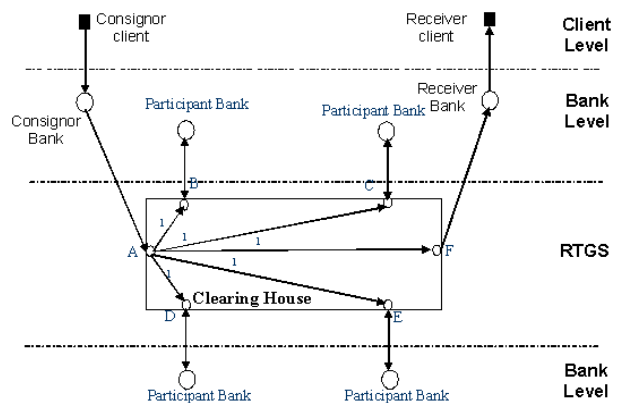 Consignor
client
Receiver
client
Client
Level
Consignor
Bank
Participant Bank
Participant Bank
Receiver
Bank
Bank
Level
B
C
A
1
1
1
1
1
F
RTGS
Clearing House
D
E
Participant Bank
Participant Bank
Bank
Level